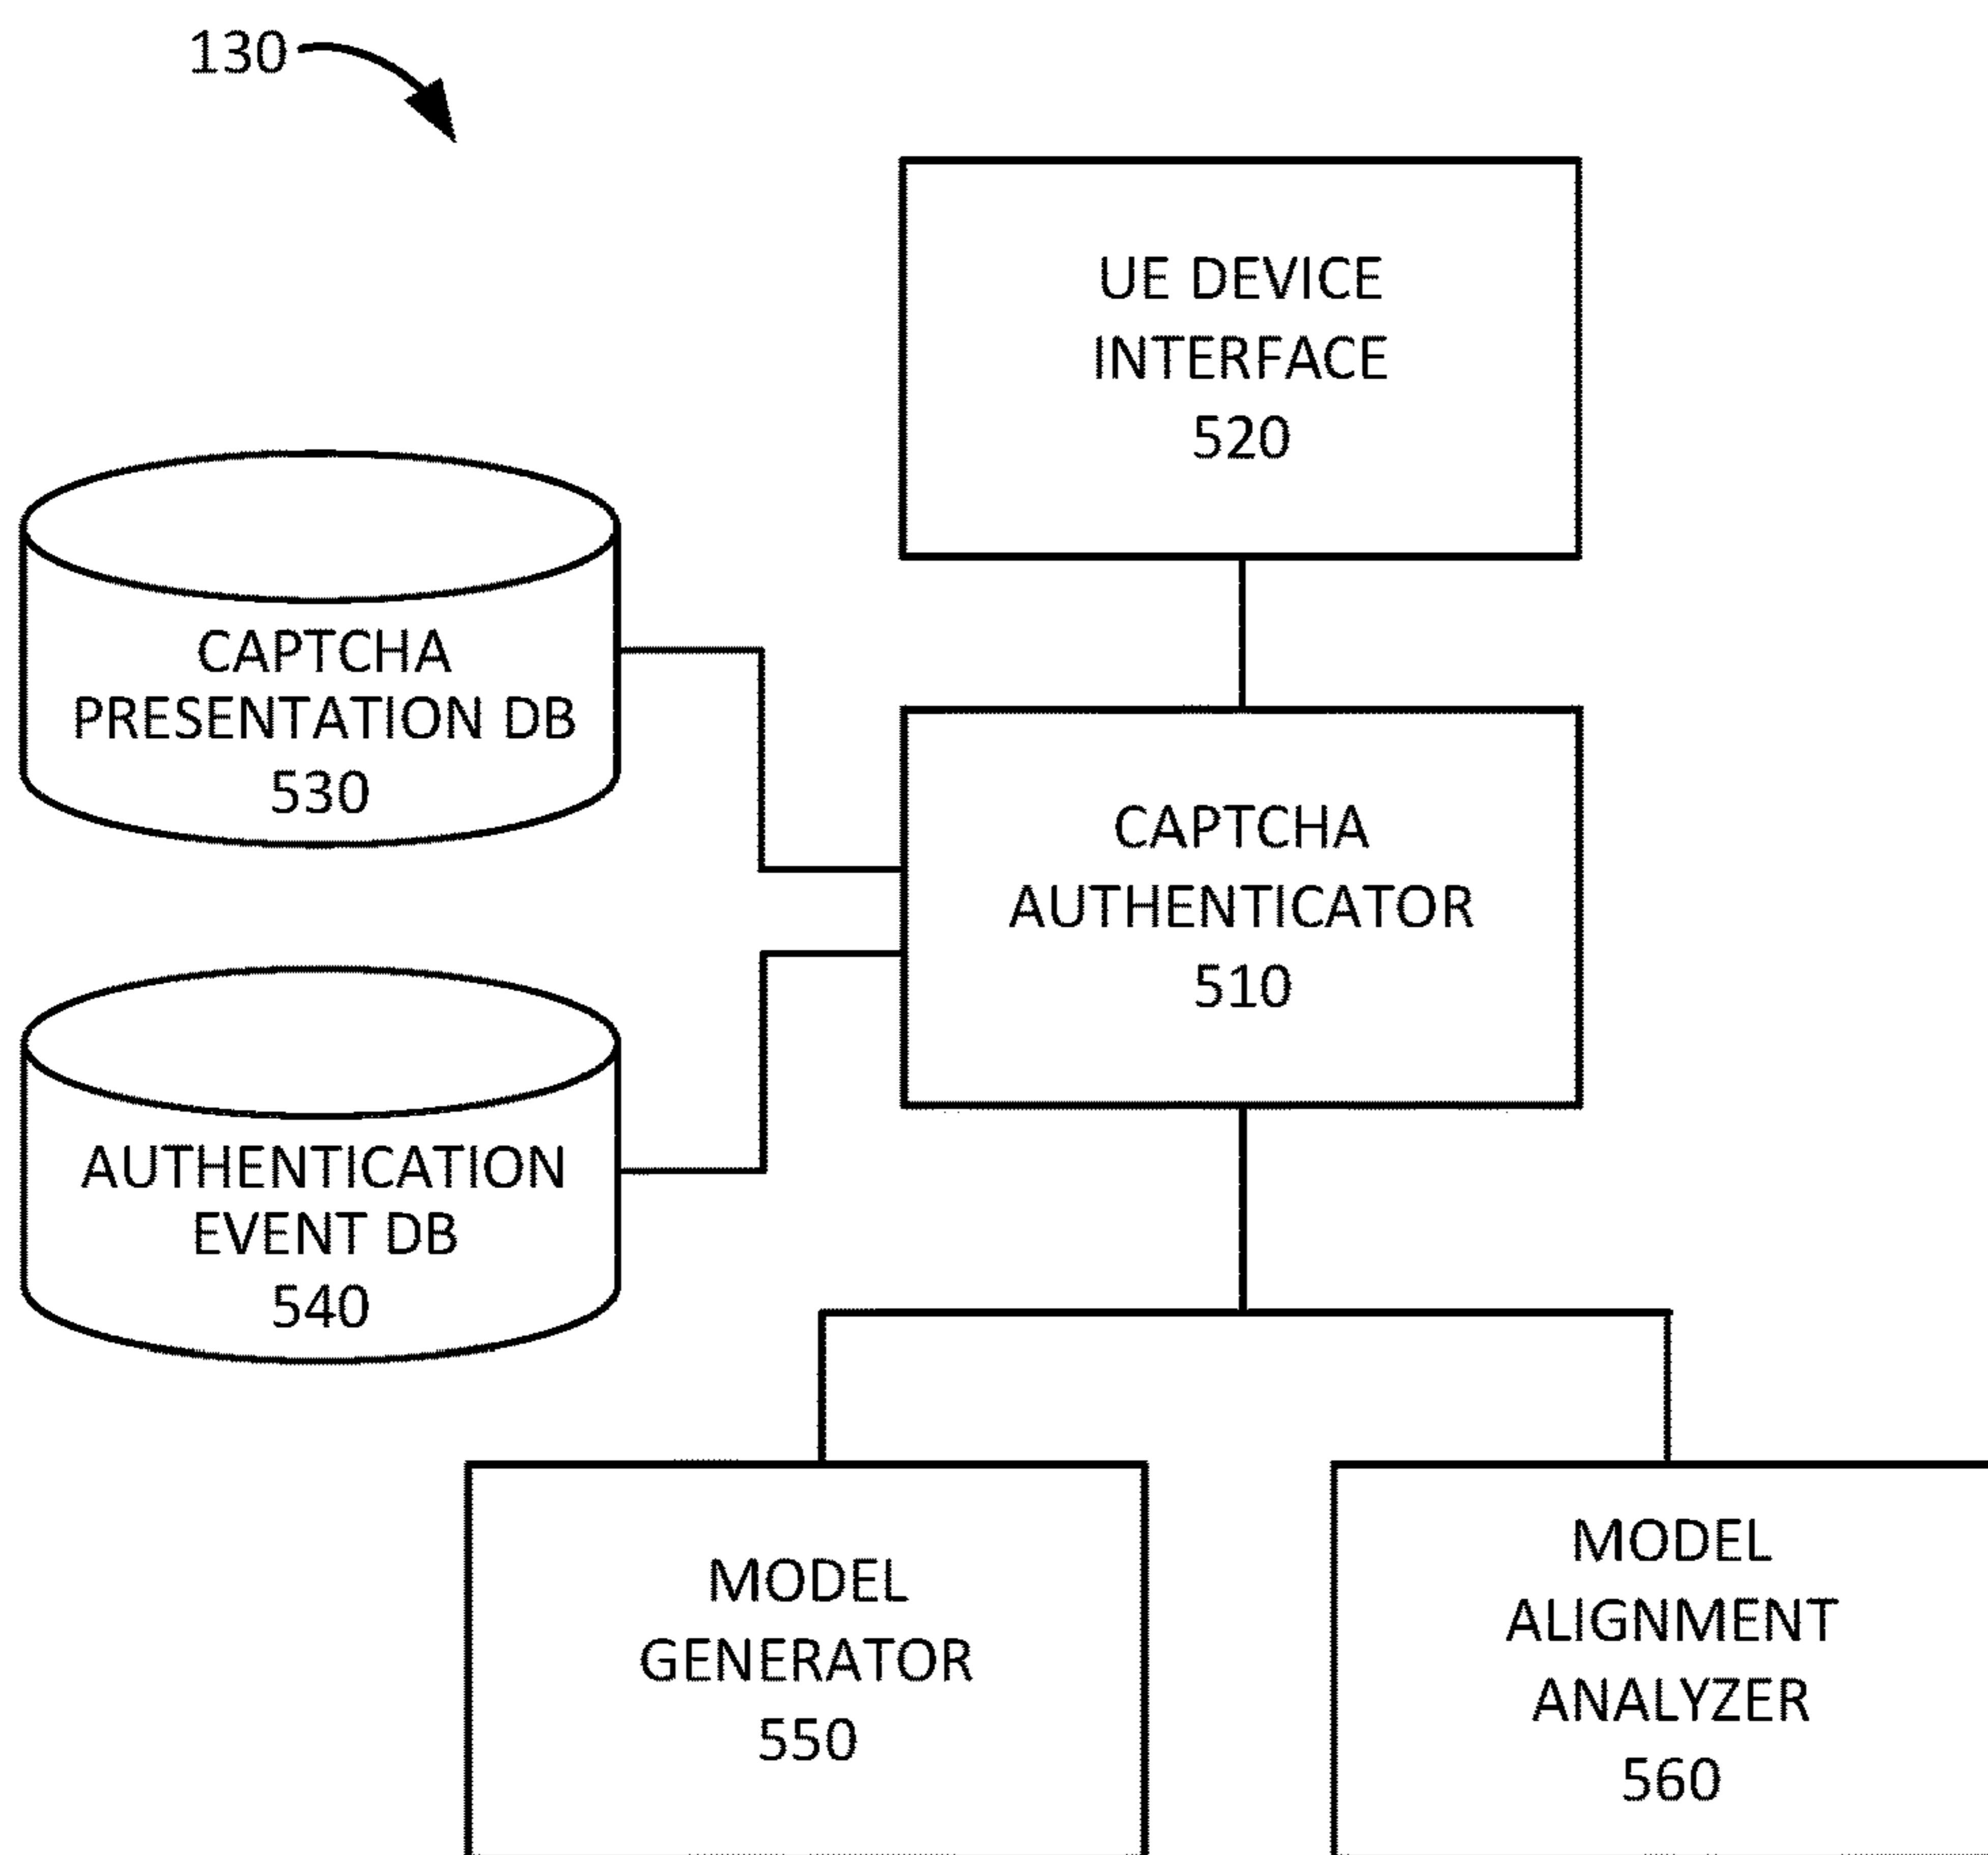 130
UE DEVICE
INTERFACE
520
CAPTCHA
PRESENTATION DB
530
CAPTCHA
AUTHENTICATOR
510
AUTHENTICATION
EVENT DB
540
MODEL
GENERATOR
550
MODEL
ALIGNMENT
ANALYZER
560